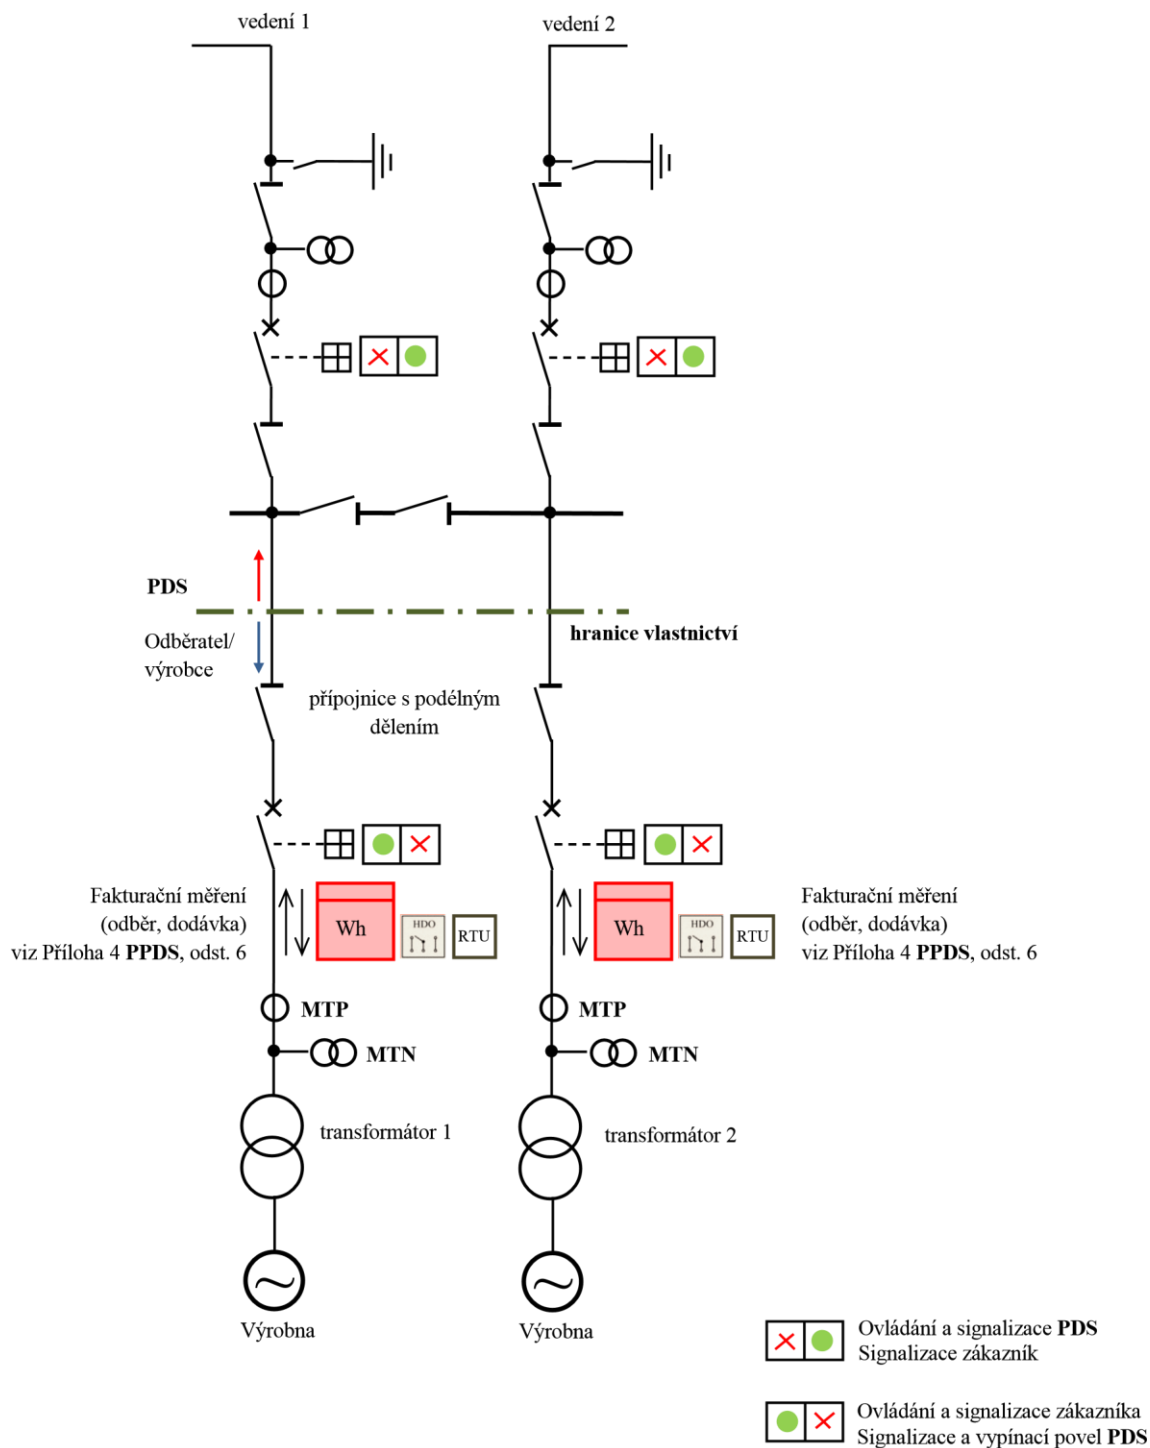 vedení 1
vedení 2
PDS
hranice vlastnictví
Odběratel/
výrobce
přípojnice s podélným
dělením
Fakturační měření
(odběr, dodávka)
viz Příloha 4 PPDS, odst. 6
Wh
HDO
RTU
Wh
HDO
RTU
Fakturační měření
(odběr, dodávka)
viz Příloha 4 PPDS, odst. 6
MTP
MTP
MTN
MTN
transformátor 1
transformátor 2
Výrobna
Výrobna
Ovládání a signalizace PDS
Signalizace zákazník
Ovládání a signalizace zákazníka
Signalizace a vypínací povel PDS